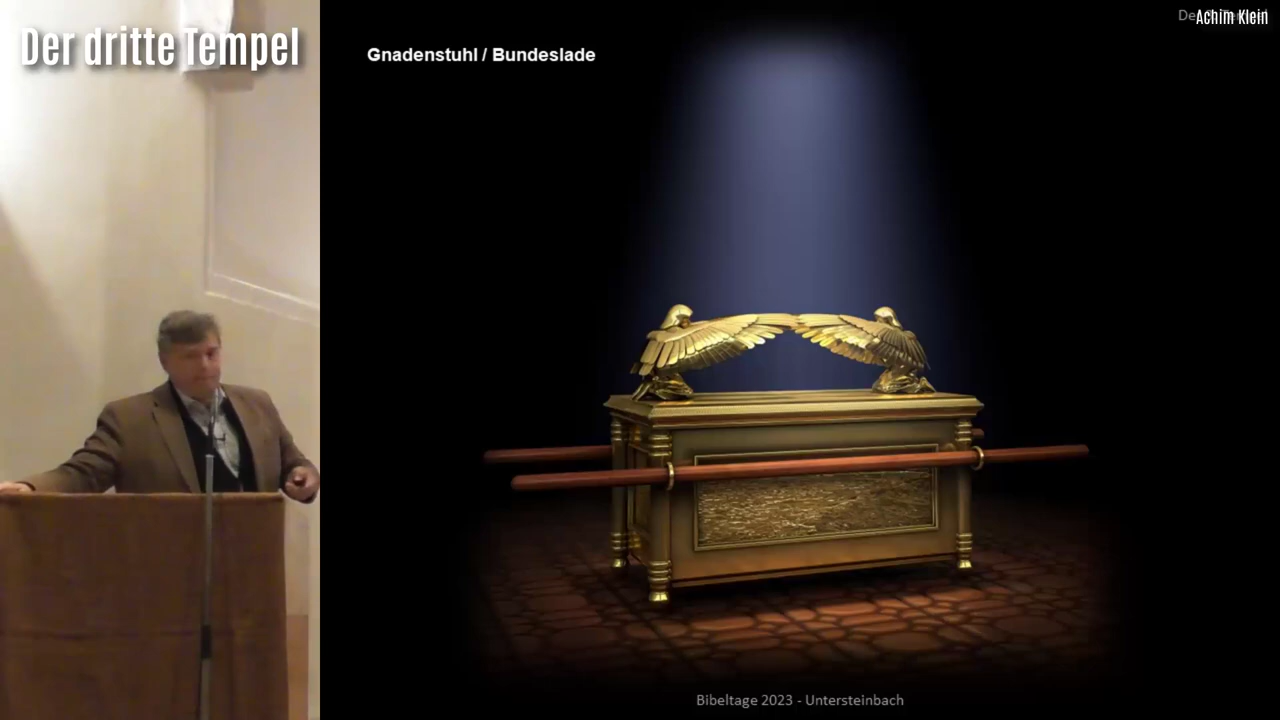 Der dritte Tempel
Gnadenstuhl / Bundeslade
Achim Klein
Bibeltage 2023 - Untersteinbach